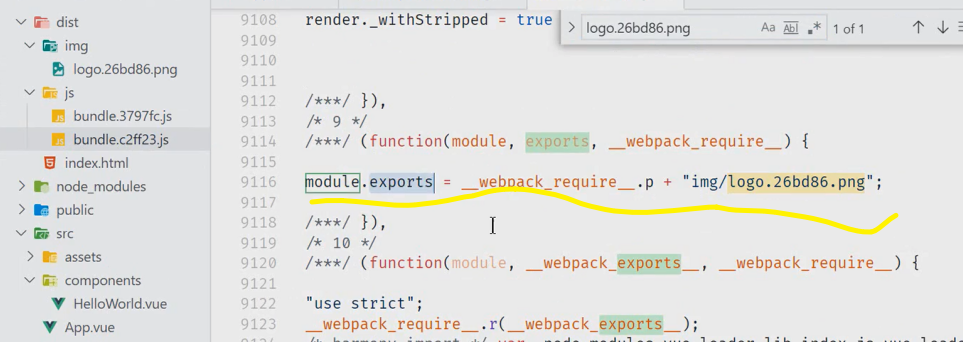 dist
img
logo.26bd86.png
js
bundle.3797fc.js
bundle.c2ff23.js
index.html
node_modules
public
src
assets
components
HelloWorld.vue
App.vue
logo.26bd86.png Aa Ab .* 1 of 1
9108 render._withStripped = true
9109
9110
9111
9112 /***/ }),
9113 /* 9 */
9114 /***/ (function(module, exports, __webpack_require__) {
9115
9116 module.exports = __webpack_require__.p + "img/logo.26bd86.png";
9117
9118 /***/ }),
9119 /* 10 */
9120 /***/ (function(module, __webpack_exports__, __webpack_require__) {
9121
9122 "use strict";
9123 __webpack_require__.r(__webpack_exports__);